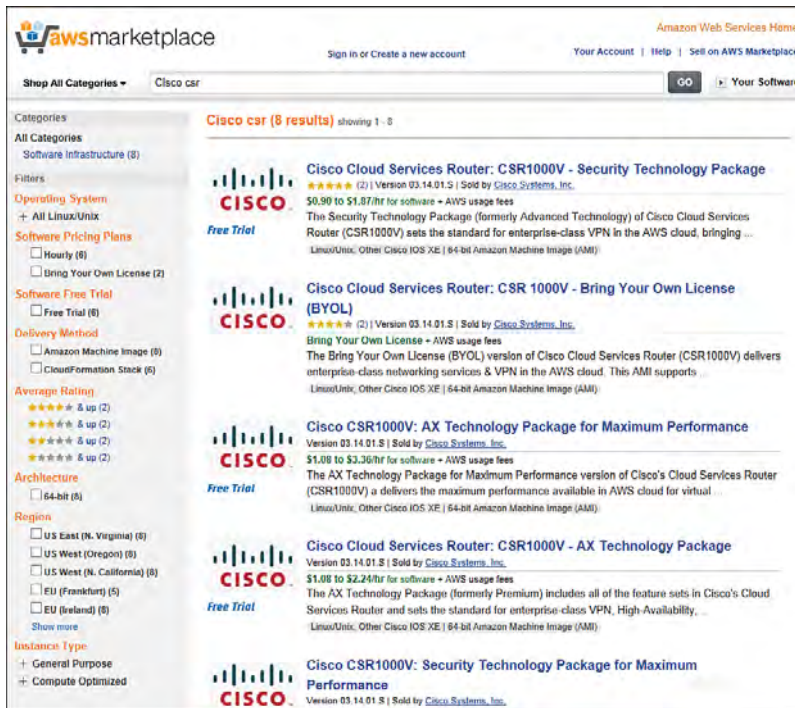 awsmarketplace
Amazon Web Services Home
Sign in or Create a new account
Your Account | Help | Sell on AWS Marketplace
Shop All Categories
Cisco csr
GO
Your Software
Categories
All Categories
Software Infrastructure (8)
Filters
Operating System
+ All Linux/Unix
Software Pricing Plans
Hourly (6)
Bring Your Own License (2)
Software Free Trial
Free Trial (6)
Delivery Method
Amazon Machine Image (8)
CloudFormation Stack (6)
Average Rating
& up (2)
& up (2)
& up (2)
& up (2)
Architecture
64-bit (8)
Region
US East (N. Virginia) (8)
US West (Oregon) (8)
US West (N. California) (8)
EU (Frankfurt) (5)
EU (Ireland) (8)
Show more
Instance Type
+ General Purpose
+ Compute Optimized
Cisco csr (8 results) showing 1 - 8
CISCO
Free Trial
Cisco Cloud Services Router: CSR1000V - Security Technology Package
(2) | Version 03.14.01.S | Sold by Cisco Systems, Inc.
$0.90 to $1.87/hr for software + AWS usage fees
The Security Technology Package (formerly Advanced Technology) of Cisco Cloud Services
Router (CSR1000V) sets the standard for enterprise-class VPN in the AWS cloud, bringing ...
Linux/Unix, Other Cisco IOS XE | 64-bit Amazon Machine Image (AMI)
CISCO
Cisco Cloud Services Router: CSR 1000V - Bring Your Own License
(BYOL)
(2) | Version 03.14.01.S | Sold by Cisco Systems, Inc.
Bring Your Own License + AWS usage fees
The Bring Your Own License (BYOL) version of Cisco Cloud Services Router (CSR1000V) delivers
enterprise-class networking services & VPN in the AWS cloud. This AMI supports ...
Linux/Unix, Other Cisco IOS XE | 64-bit Amazon Machine Image (AMI)
CISCO
Free Trial
Cisco CSR1000V: AX Technology Package for Maximum Performance
Version 03.14.01.S | Sold by Cisco Systems, Inc.
$1.08 to $3.36/hr for software + AWS usage fees
The AX Technology Package for Maximum Performance version of Cisco's Cloud Services Router
(CSR1000V) a delivers the maximum performance available in AWS cloud for virtual ...
Linux/Unix, Other Cisco IOS XE | 64-bit Amazon Machine Image (AMI)
CISCO
Free Trial
Cisco Cloud Services Router: CSR1000V - AX Technology Package
Version 03.14.01.S | Sold by Cisco Systems, Inc.
$1.08 to $2.24/hr for software + AWS usage fees
The AX Technology Package (formerly Premium) includes all of the feature sets in Cisco's Cloud
Services Router and sets the standard for enterprise-class VPN, High-Availability, ...
Linux/Unix, Other Cisco IOS XE | 64-bit Amazon Machine Image (AMI)
CISCO
Cisco CSR1000V: Security Technology Package for Maximum
Performance
Version 03.14.01.S | Sold by Cisco Systems, Inc.